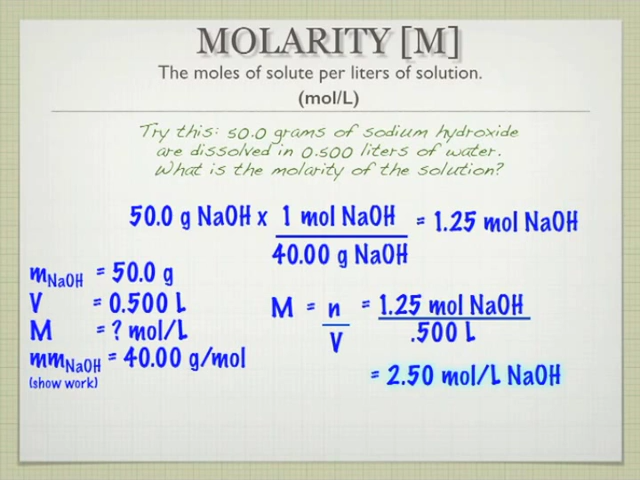 MOLARITY [M]
The moles of solute per liters of solution.
(mol/L)
Try this: 50.0 grams of sodium hydroxide
are dissolved in 0.500 liters of water.
What is the molarity of the solution?
50.0 g NaOH x 1 mol NaOH = 1.25 mol NaOH
40.00 g NaOH
mNaOH = 50.0 g
V = 0.500 L
M = ? mol/L
mmNaOH = 40.00 g/mol
(show work)
M = n = 1.25 mol NaOH
V .500 L
= 2.50 mol/L NaOH